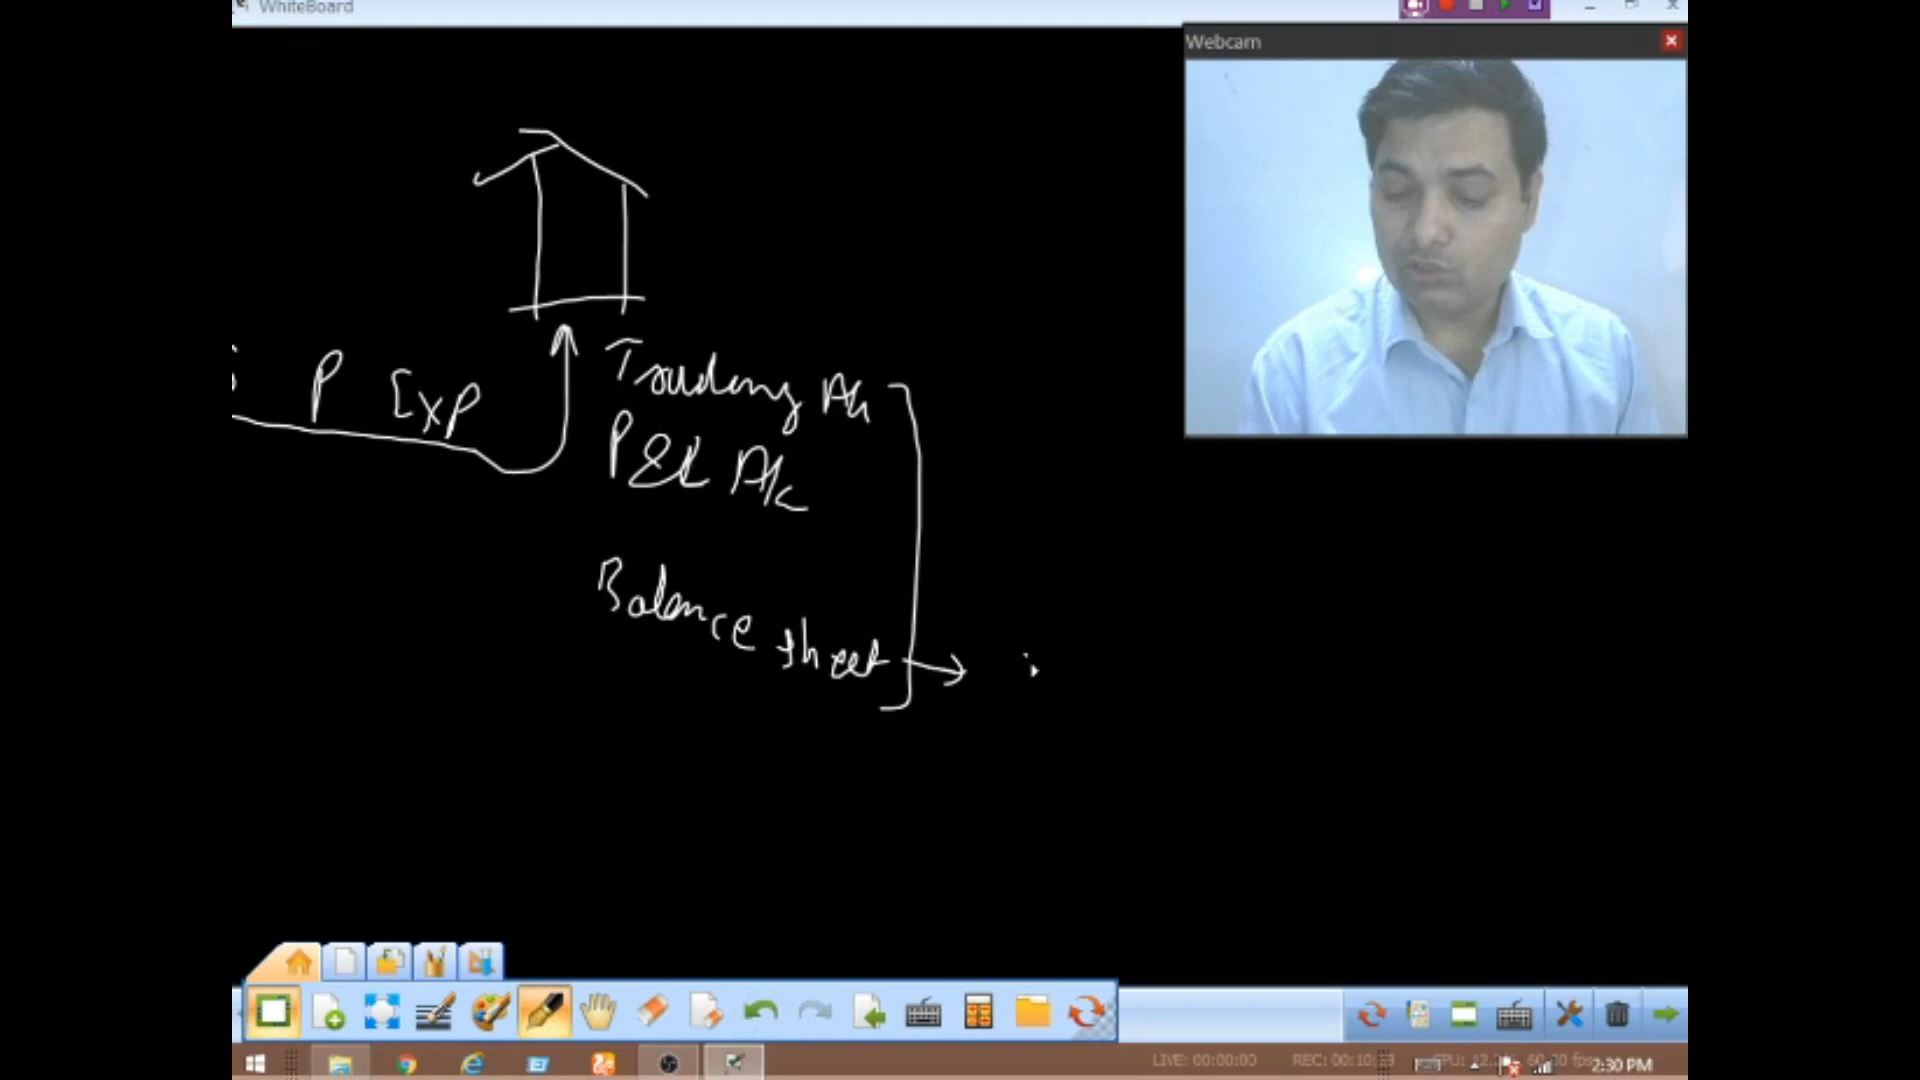 WhiteBoard
Webcam
P Exp
Trading A/c
P&L A/c
Balance sheet
LIVE: 00:00:00
2:30 PM